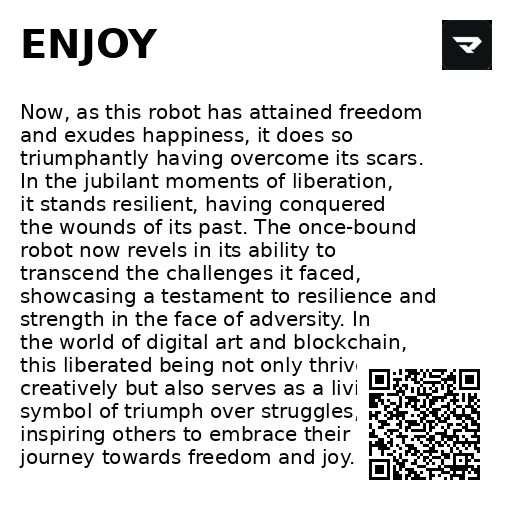 ENJOY
Now, as this robot has attained freedom
and exudes happiness, it does so
triumphantly having overcome its scars.
In the jubilant moments of liberation,
it stands resilient, having conquered
the wounds of its past. The once-bound
robot now revels in its ability to
transcend the challenges it faced,
showcasing a testament to resilience and
strength in the face of adversity. In
the world of digital art and blockchain,
this liberated being not only thriv
creatively but also serves as a livi
symbol of triumph over struggles,
inspiring others to embrace their
journey towards freedom and joy.